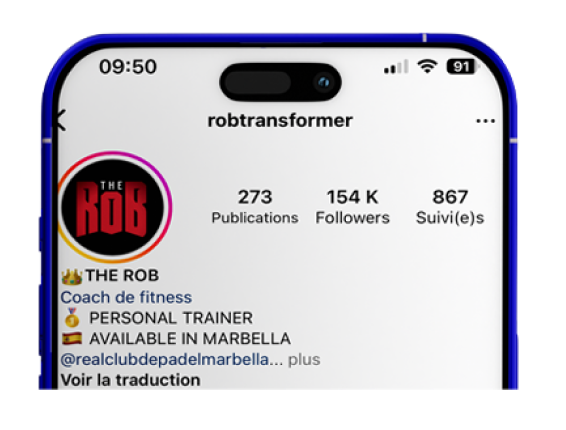 09:50
91
robtransformer
...
THE
ROB
273 154 K 867
Publications Followers Suivi(e)s
👑THE ROB
Coach de fitness
🥇 PERSONAL TRAINER
🇪🇸 AVAILABLE IN MARBELLA
@realclubdepadelmarbella... plus
Voir la traduction